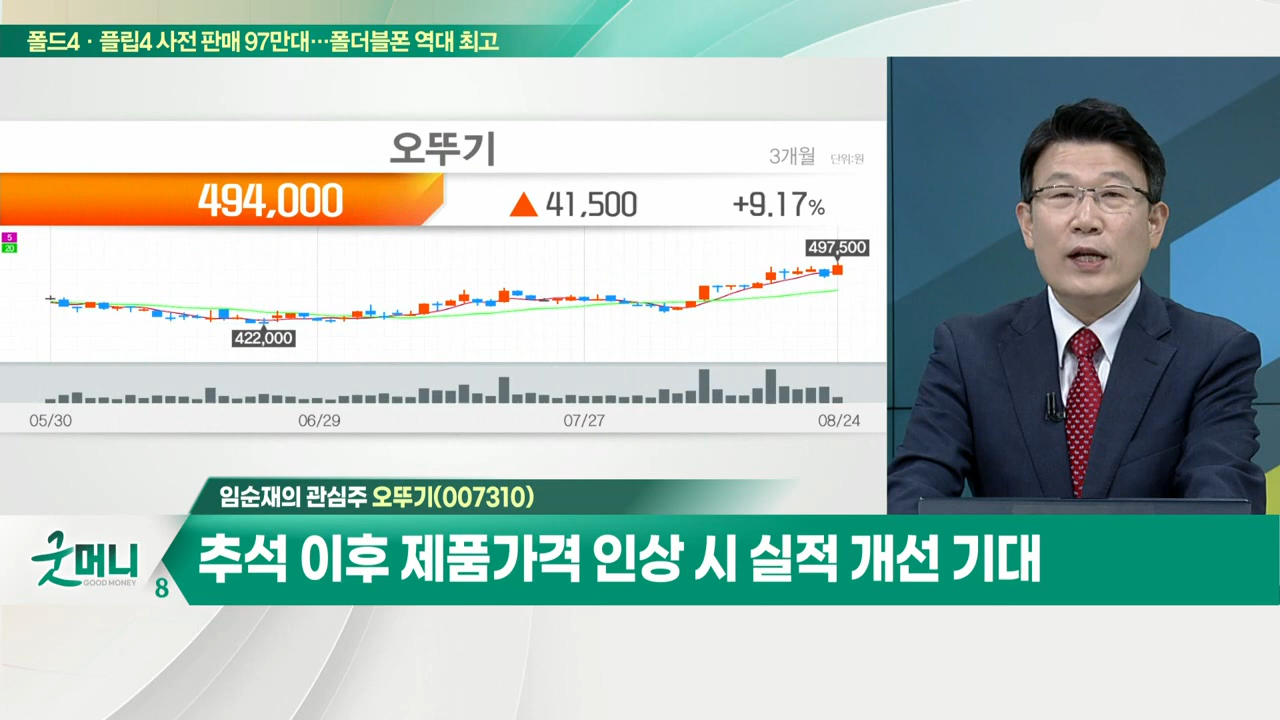 폴드4·플립4 사전 판매 97만대…폴더블폰 역대 최고
오뚜기
3개월 단위:원
494,000 ▲ 41,500 +9.17%
5
20
497,500
422,000
05/30 06/29 07/27 08/24
임순재의 관심주 오뚜기(007310)
굿머니
GOOD MONEY
8
추석 이후 제품가격 인상 시 실적 개선 기대